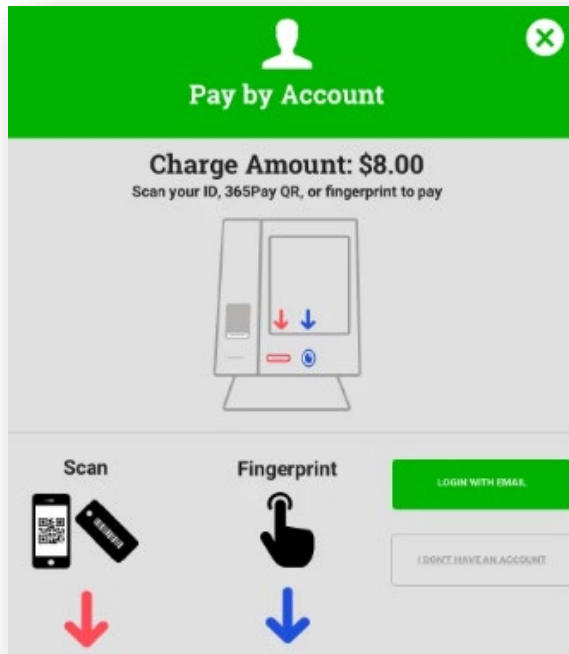 Pay by Account
Charge Amount: $8.00
Scan your ID, 365Pay QR, or fingerprint to pay
Scan
Fingerprint
LOGIN WITH EMAIL
I DON'T HAVE AN ACCOUNT